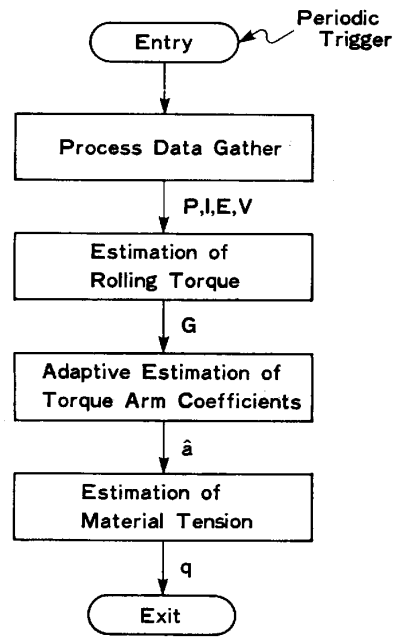 Periodic
Trigger
Entry
Process Data Gather
P,I,E,V
Estimation of
Rolling Torque
G
Adaptive Estimation of
Torque Arm Coefficients
â
Estimation of
Material Tension
q
Exit